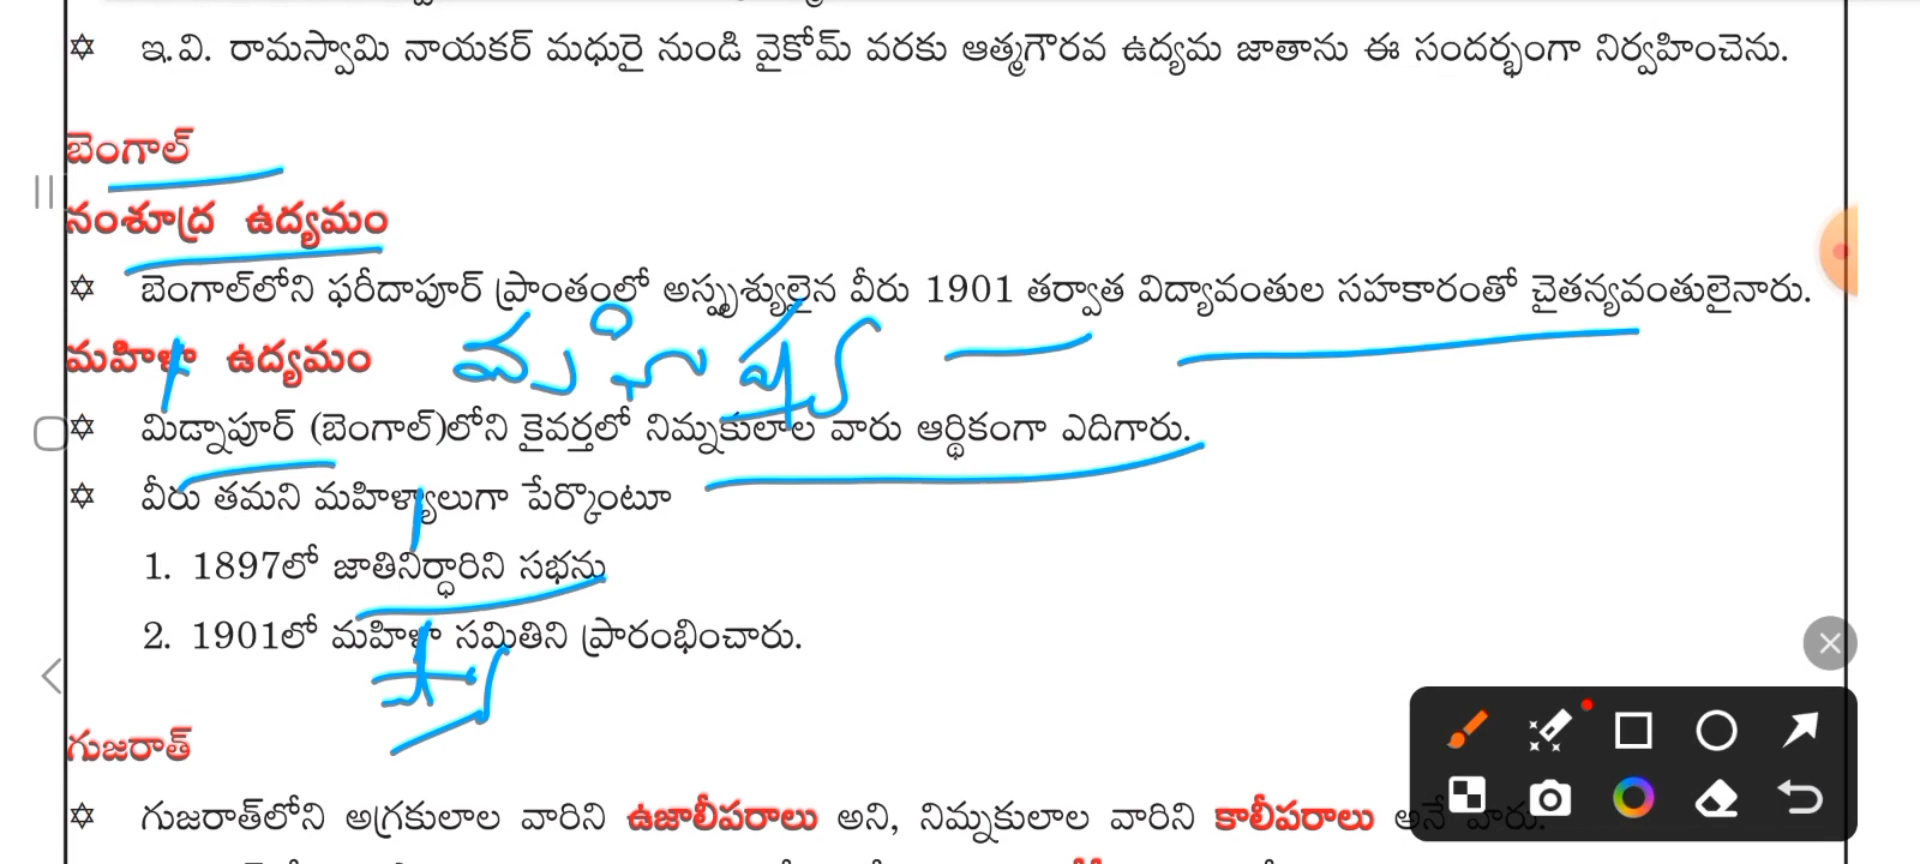 ఇ.వి. రామస్వామి నాయకర్ మధురై నుండి వైకోమ్ వరకు ఆత్మగౌరవ ఉద్యమ జాతాను ఈ సందర్భంగా నిర్వహించెను.
బెంగాల్
నంశూద్ర ఉద్యమం
బెంగాల్‌లోని ఫరీదాపూర్ ప్రాంతంలో అస్పృశ్యులైన వీరు 1901 తర్వాత విద్యావంతుల సహకారంతో చైతన్యవంతులైనారు.
మహిళా ఉద్యమం
మిడ్నాపూర్ (బెంగాల్)లోని కైవర్తలో నిమ్నకులాల వారు ఆర్థికంగా ఎదిగారు.
వీరు తమని మహిళ్యాలుగా పేర్కొంటూ
1. 1897లో జాతినిర్ధారిని సభను
2. 1901లో మహిళా సమితిని ప్రారంభించారు.
గుజరాత్
గుజరాత్‌లోని అగ్రకులాల వారిని ఉజాలీపరాలు అని, నిమ్నకులాల వారిని కాలీపరాలు